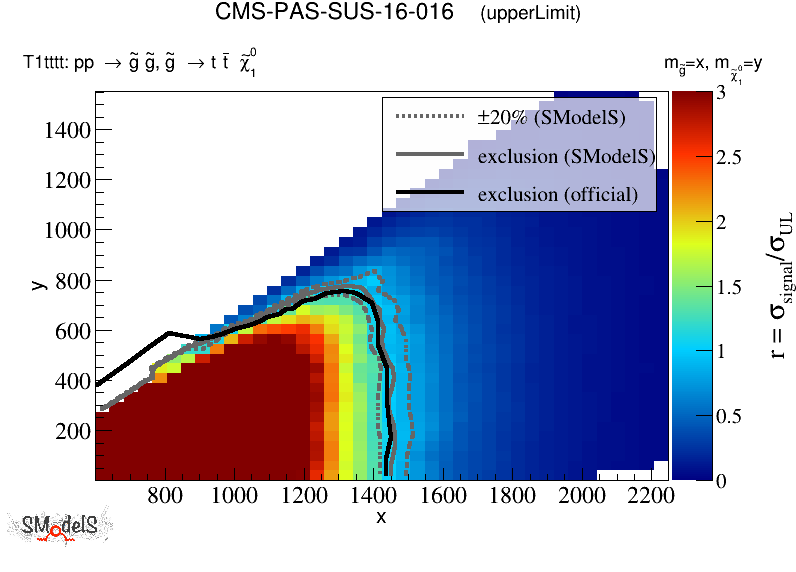 CMS-PAS-SUS-16-016 (upperLimit)
T1tttt: pp → g̃ g̃, g̃ → t t̄ χ̃₁⁰ m_g̃=x, m_χ̃₁⁰=y
±20% (SModelS)
exclusion (SModelS)
exclusion (official)
1400
1200
1000
800
600
400
200
y
800 1000 1200 1400 1600 1800 2000 2200
x
3
2.5
2
1.5
1
0.5
0
r = σ_signal/σ_UL
SModelS